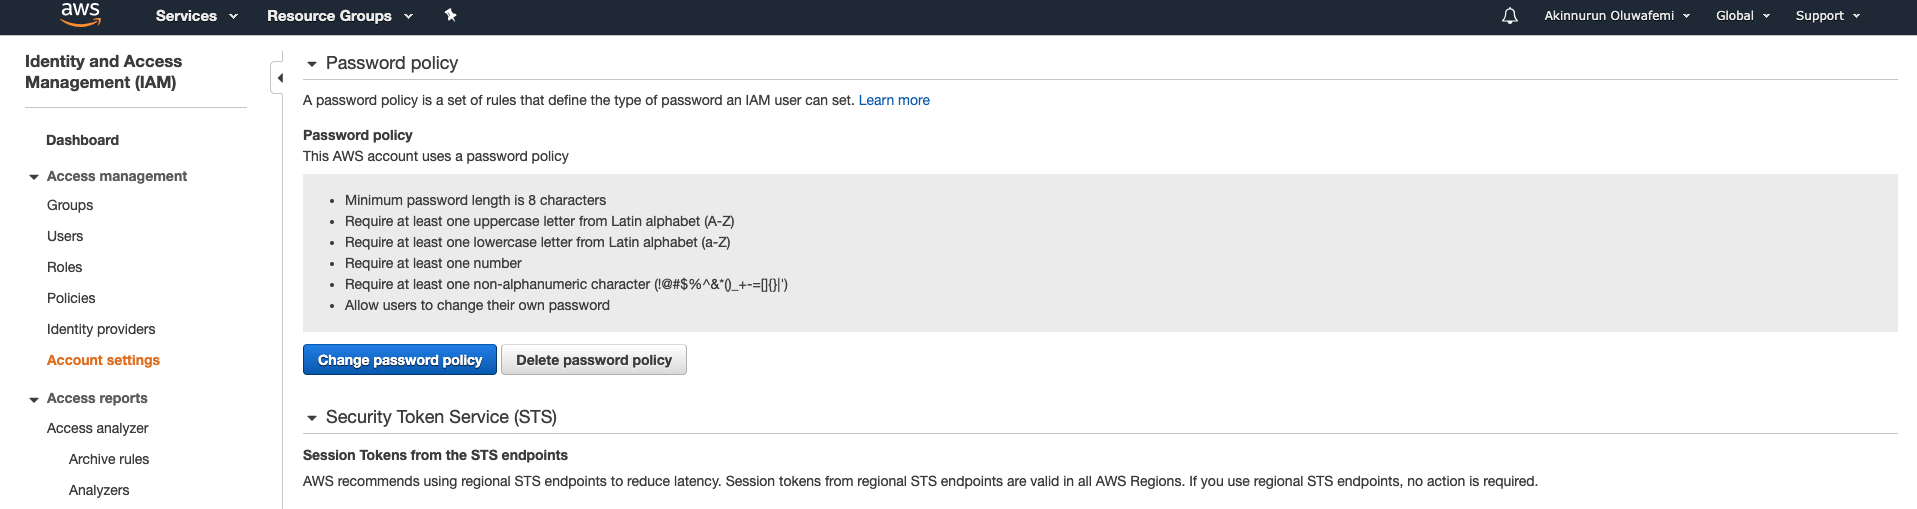 aws Services Resource Groups Akinnurun Oluwafemi Global Support
Identity and Access
Management (IAM)
Dashboard
Access management
Groups
Users
Roles
Policies
Identity providers
Account settings
Access reports
Access analyzer
Archive rules
Analyzers
Password policy
A password policy is a set of rules that define the type of password an IAM user can set. Learn more
Password policy
This AWS account uses a password policy
• Minimum password length is 8 characters
• Require at least one uppercase letter from Latin alphabet (A-Z)
• Require at least one lowercase letter from Latin alphabet (a-Z)
• Require at least one number
• Require at least one non-alphanumeric character (!@#$%^&*()_+-=[]{}|')
• Allow users to change their own password
Change password policy Delete password policy
Security Token Service (STS)
Session Tokens from the STS endpoints
AWS recommends using regional STS endpoints to reduce latency. Session tokens from regional STS endpoints are valid in all AWS Regions. If you use regional STS endpoints, no action is required.